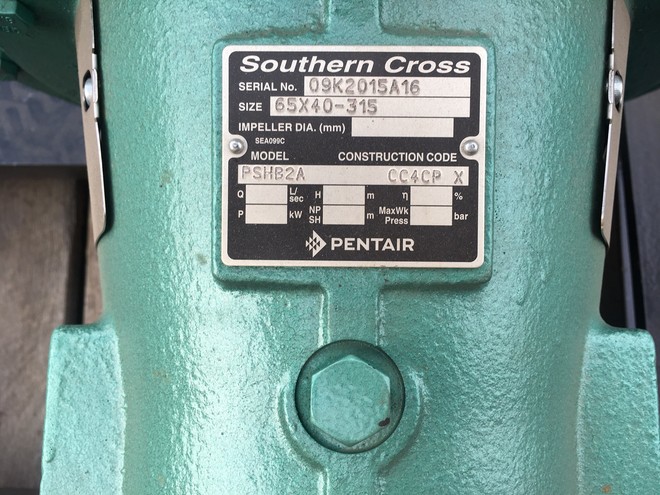 Southern Cross
SERIAL No. 09K2015A16
SIZE 65X40-315
IMPELLER DIA. (mm)
SEA099C
MODEL CONSTRUCTION CODE
PSHB2A CC4CP X
Q L/sec H m η %
P kW NPSH m MaxWk Press bar
PENTAIR